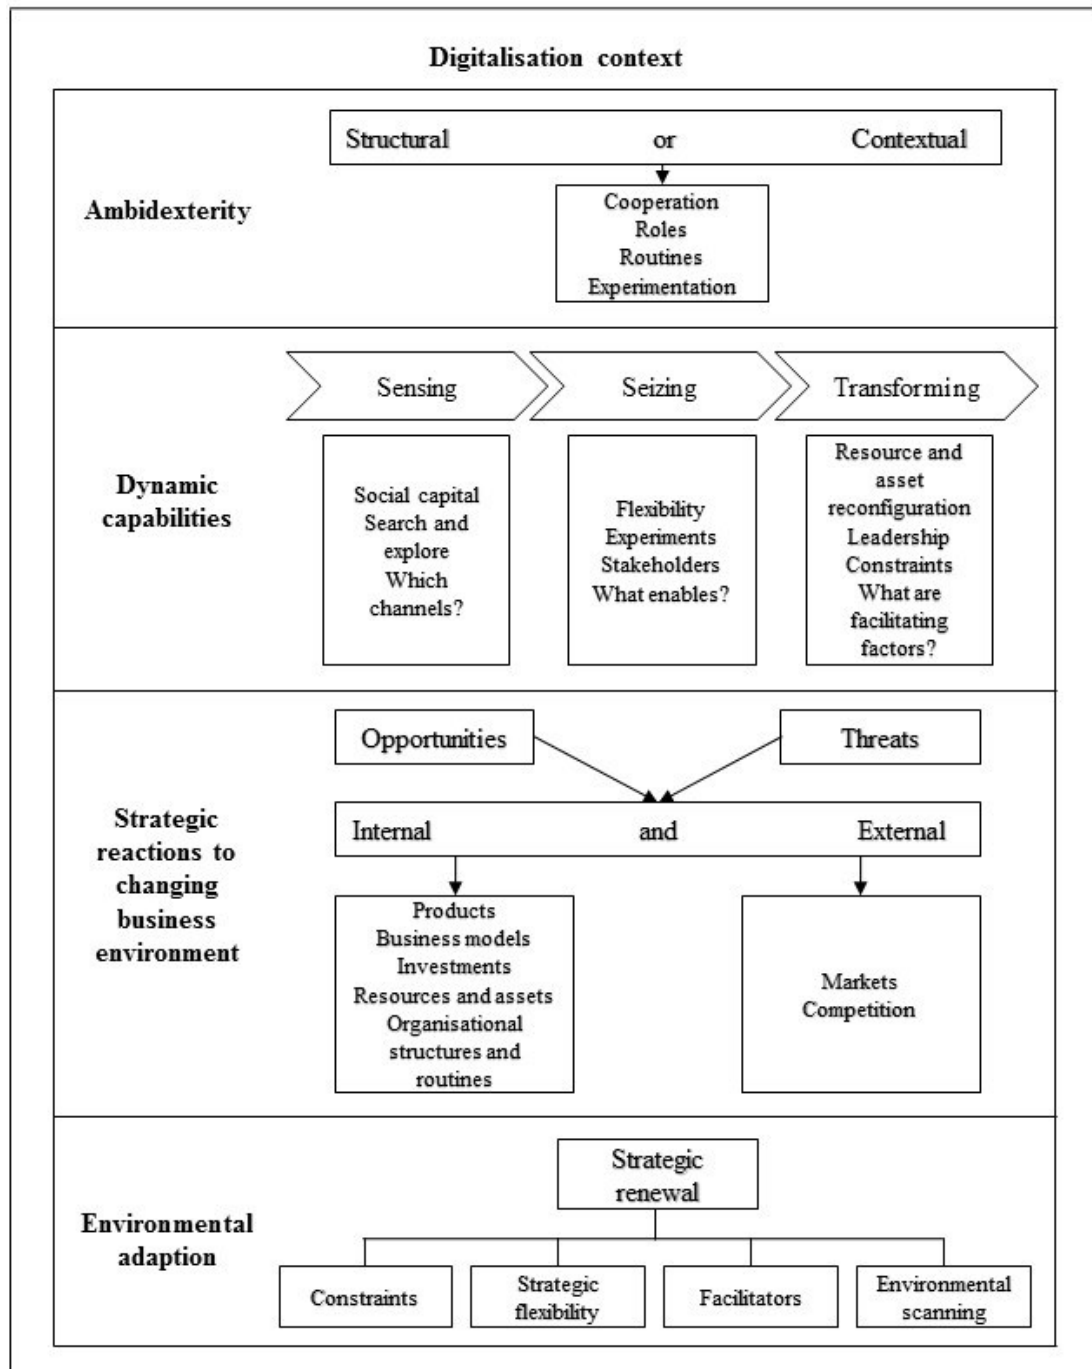 Digitalisation context
Structural or Contextual
Ambidexterity
Cooperation
Roles
Routines
Experimentation
Sensing
Seizing
Transforming
Dynamic
capabilities
Social capital
Search and
explore
Which
channels?
Flexibility
Experiments
Stakeholders
What enables?
Resource and
asset
reconfiguration
Leadership
Constraints
What are
facilitating
factors?
Opportunities
Threats
Strategic
reactions to
changing
business
environment
Internal and External
Products
Business models
Investments
Resources and assets
Organisational
structures and
routines
Markets
Competition
Environmental
adaption
Strategic
renewal
Constraints
Strategic
flexibility
Facilitators
Environmental
scanning